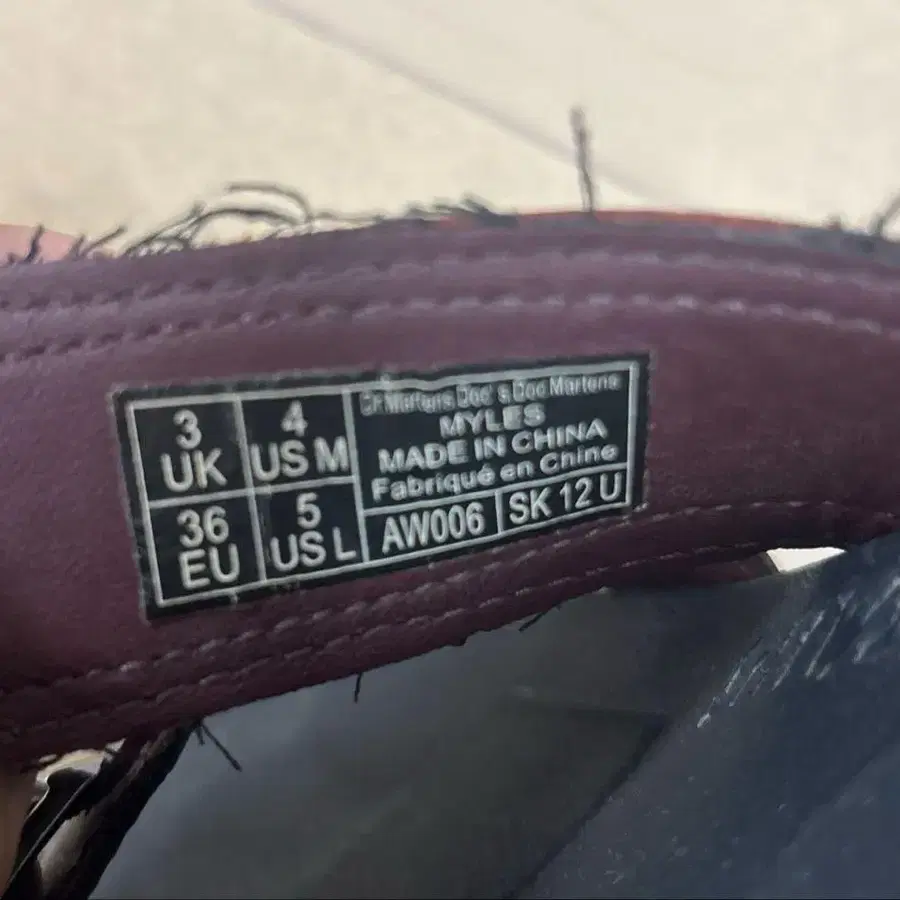 3
UK
4
US M
36
EU
5
US L
Dr.Martens, Doc's, Doc Martens
MYLES
MADE IN CHINA
Fabriqué en Chine
AW006
SK 12 U